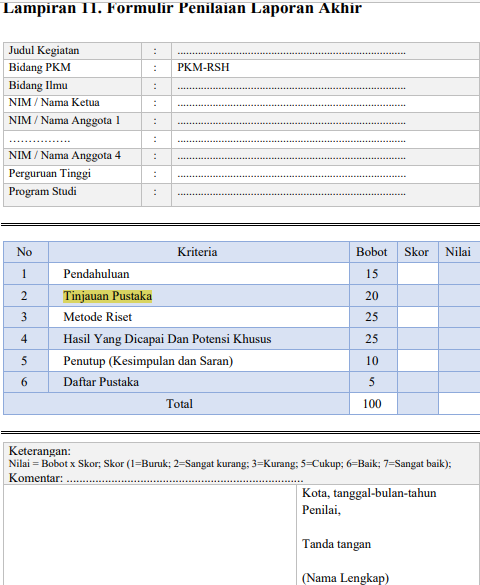 Lampiran 11. Formulir Penilaian Laporan Akhir
Judul Kegiatan : ................................................................................
Bidang PKM : PKM-RSH
Bidang Ilmu : ................................................................................
NIM / Nama Ketua : ................................................................................
NIM / Nama Anggota 1 : ................................................................................
................ : ................................................................................
NIM / Nama Anggota 4 : ................................................................................
Perguruan Tinggi : ................................................................................
Program Studi : ................................................................................
No Kriteria Bobot Skor Nilai
1 Pendahuluan 15
2 Tinjauan Pustaka 20
3 Metode Riset 25
4 Hasil Yang Dicapai Dan Potensi Khusus 25
5 Penutup (Kesimpulan dan Saran) 10
6 Daftar Pustaka 5
Total 100
Keterangan:
Nilai = Bobot x Skor; Skor (1=Buruk; 2=Sangat kurang; 3=Kurang; 5=Cukup; 6=Baik; 7=Sangat baik);
Komentar: ..........................................................................
Kota, tanggal-bulan-tahun
Penilai,
Tanda tangan
(Nama Lengkap)